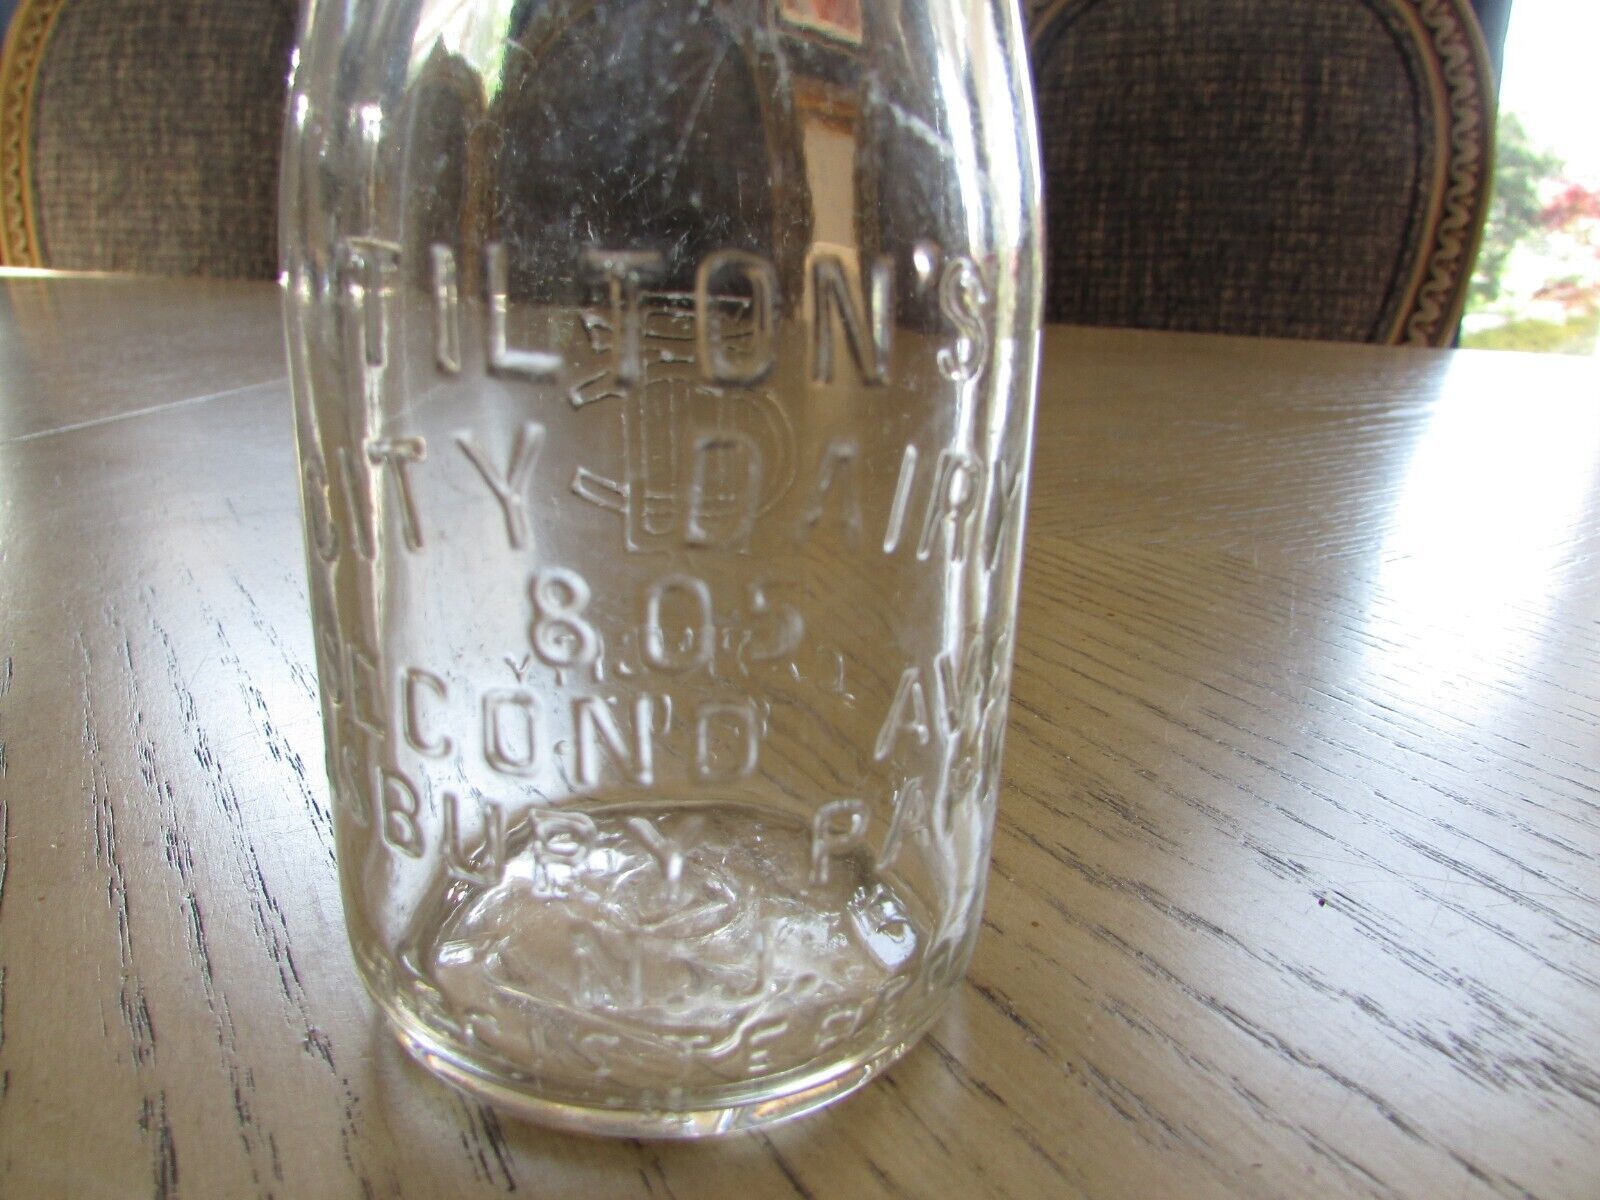 TILTON'S
CITY DAIRY
805
SECOND AVE
ASBURY PARK
N.J.
REGISTERED